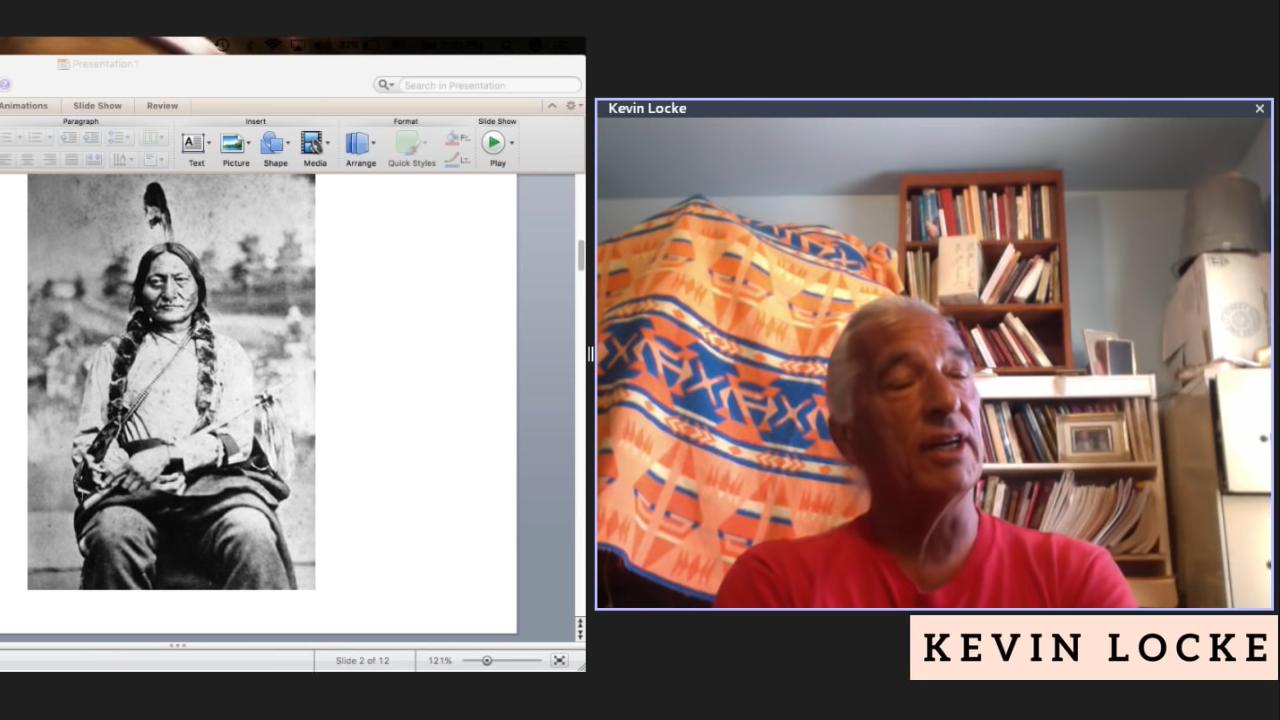 Presentation1
Search in Presentation
Animations Slide Show Review
Paragraph Insert Format Slide Show
Text Picture Shape Media Arrange Quick Styles Play
Slide 2 of 12 121%
Kevin Locke
KEVIN LOCKE